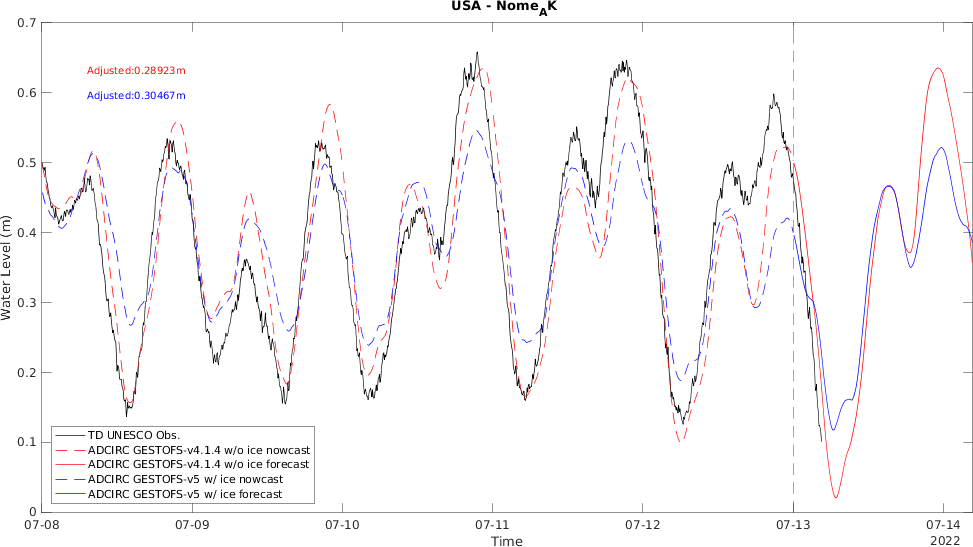 USA - Nome_AK
0.7
Adjusted:0.28923m
0.6
Adjusted:0.30467m
0.5
0.4
Water Level (m)
0.3
0.2
TD UNESCO Obs.
0.1
ADCIRC GESTOFS-v4.1.4 w/o ice nowcast
ADCIRC GESTOFS-v4.1.4 w/o ice forecast
ADCIRC GESTOFS-v5 w/ ice nowcast
ADCIRC GESTOFS-v5 w/ ice forecast
0
07-08 07-09 07-10 07-11 07-12 07-13 07-14
Time
2022